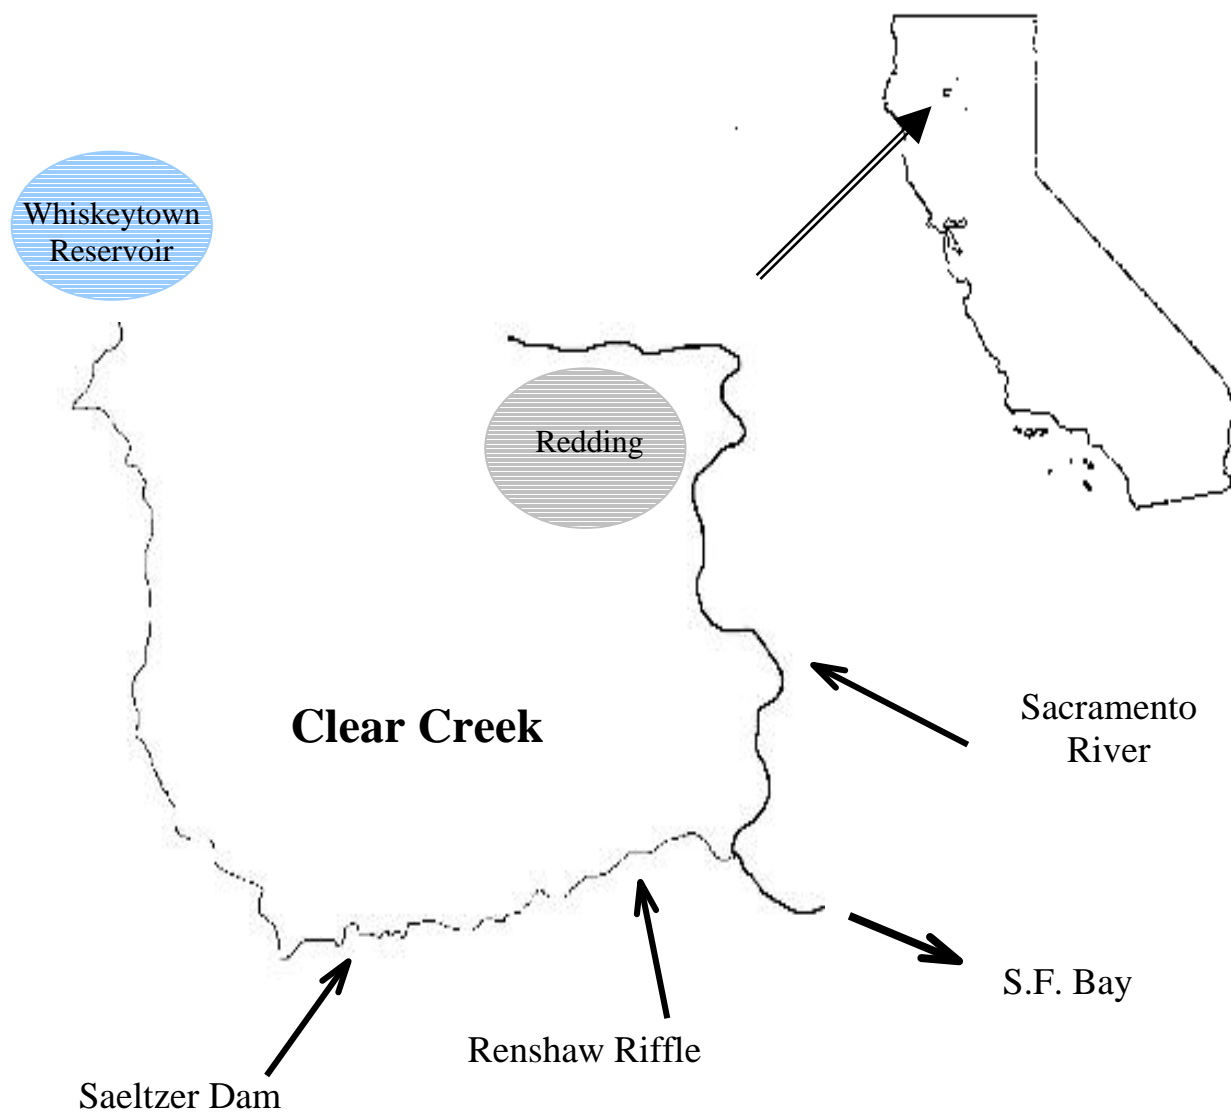 Whiskeytown
Reservoir
Redding
Clear Creek
Sacramento
River
S.F. Bay
Renshaw Riffle
Saeltzer Dam